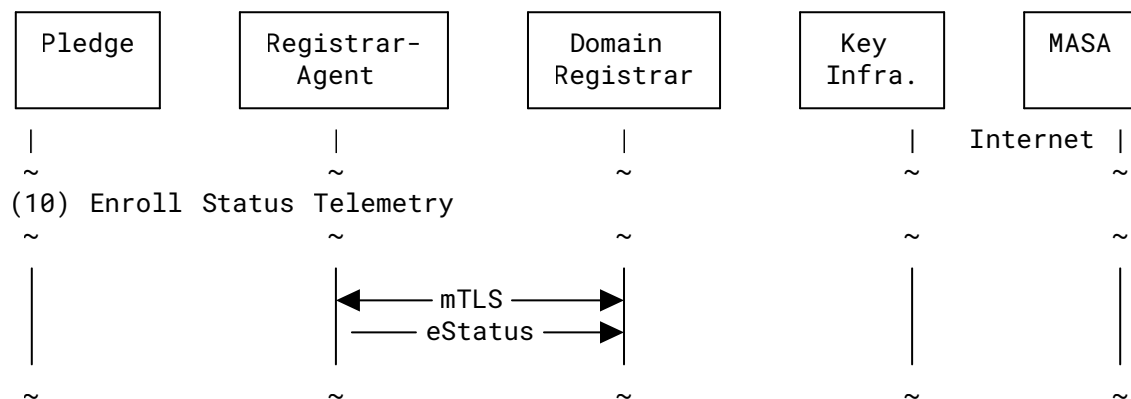 Pledge Registrar- Domain Key MASA
Agent Registrar Infra.
| | | | Internet |
~ ~ ~ ~ ~
(10) Enroll Status Telemetry
~ ~ ~ ~ ~
mTLS
eStatus
~ ~ ~ ~ ~